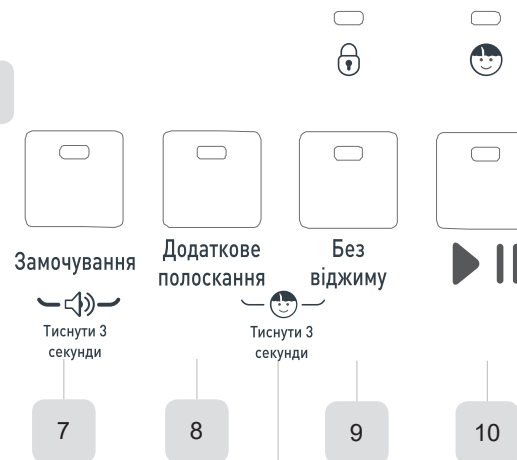 Замочування
Додаткове
полоскання
Без
віджиму
Тиснути 3
секунди
Тиснути 3
секунди
7
8
9
10